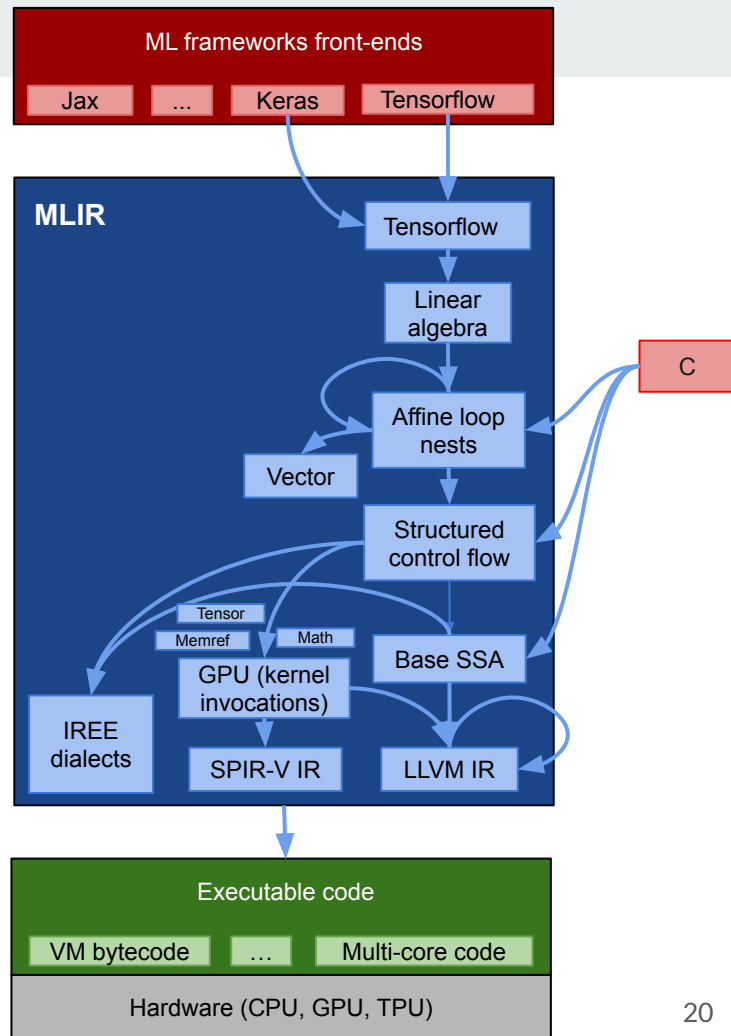 ML frameworks front-ends
Jax
...
Keras
Tensorflow
MLIR
Tensorflow
Linear
algebra
C
Affine loop
nests
Vector
Structured
control flow
Tensor
Memref
Math
Base SSA
GPU (kernel
invocations)
IREE
dialects
SPIR-V IR
LLVM IR
Executable code
VM bytecode
…
Multi-core code
Hardware (CPU, GPU, TPU)
20